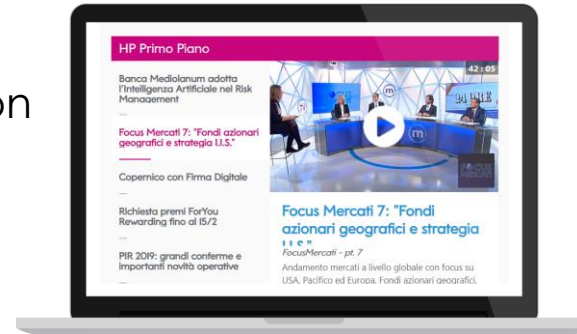 on
HP Primo Piano
Banca Mediolanum adotta
l'Intelligenza Artificiale nel Risk
Management
Focus Mercati 7: "Fondi azionari
geografici e strategia I.I.S."
Copernico con Firma Digitale
Richiesta premi ForYou
Rewarding fino al 15/2
PIR 2019: grandi conferme e
importanti novità operative
42:05
24 ORE
m
m
FOCUS
MERCATI
Focus Mercati 7: "Fondi
azionari geografici e strategia
I.I.S."
FocusMercati - pt. 7
Andamento mercati a livello globale con focus su
USA, Pacifico ed Europa. Fondi azionari geografici,